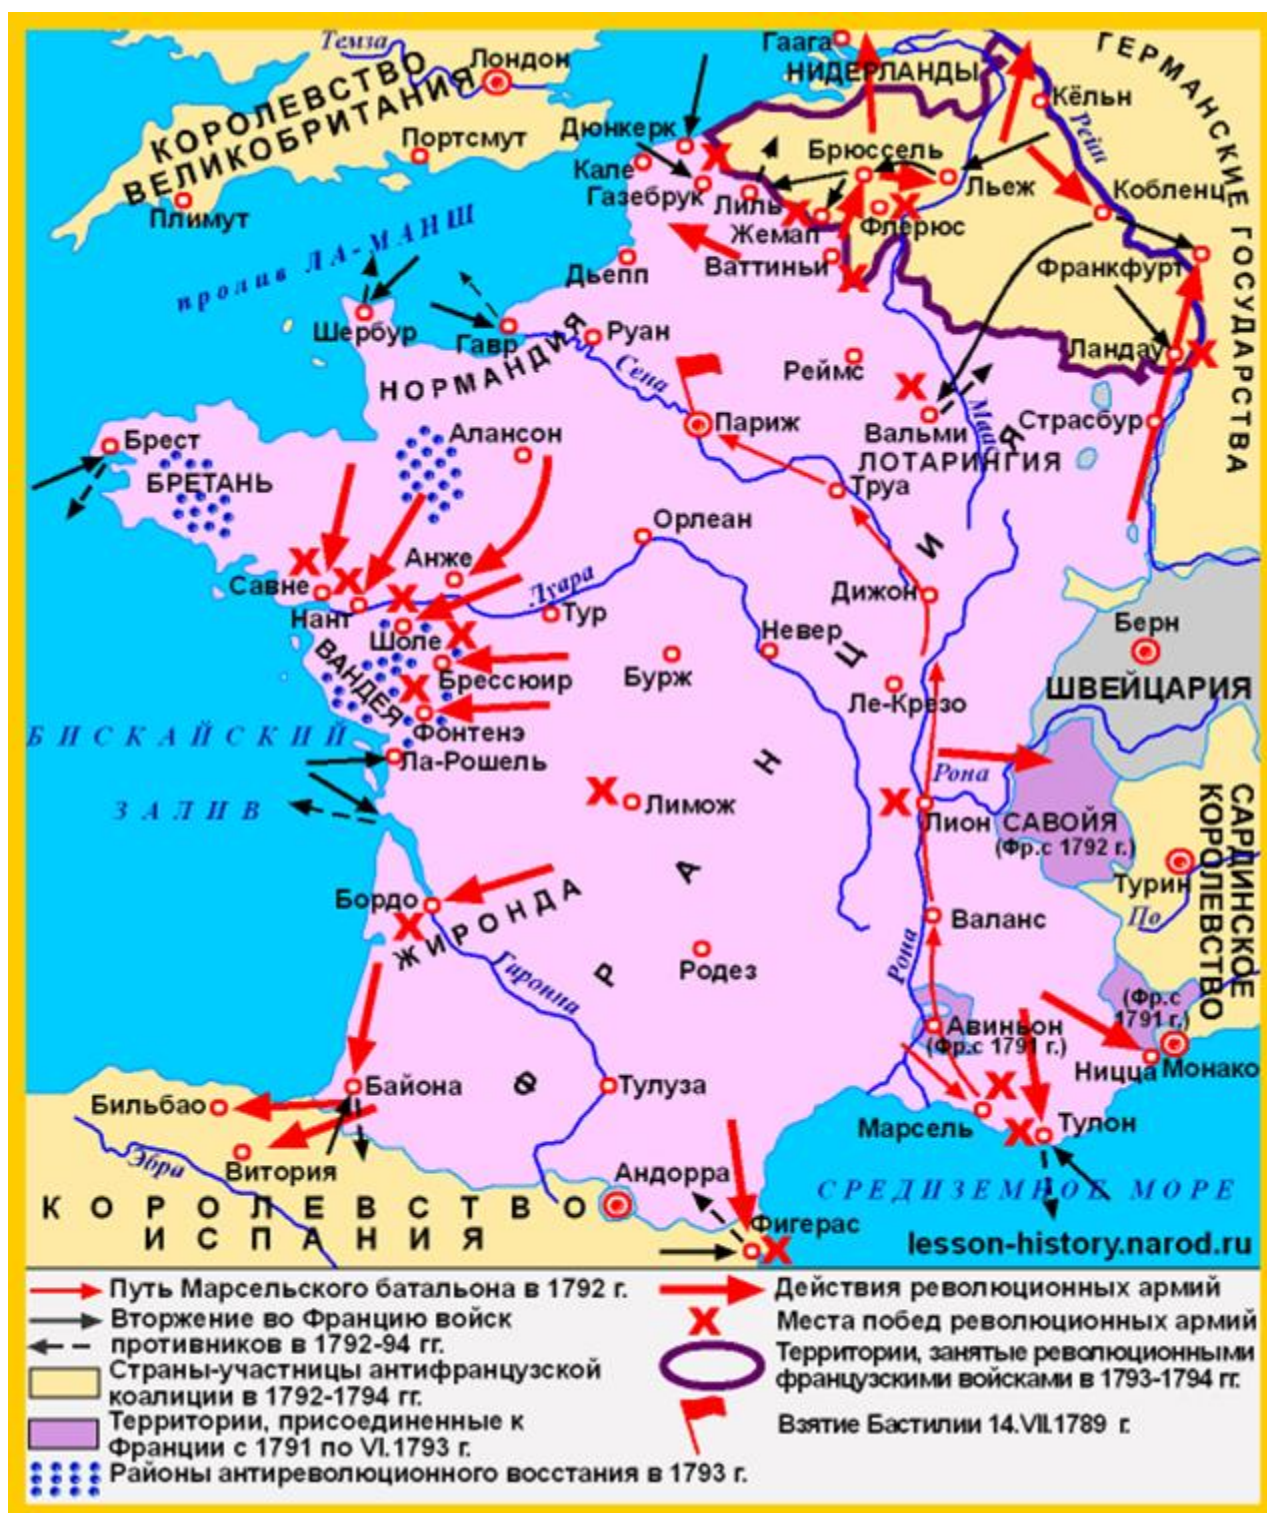 Темза
Лондон
КОРОЛЕВСТВО
ВЕЛИКОБРИТАНИЯ
Портсмут
Плимут
пролив ЛА-МАНШ
Гаага
НИДЕРЛАНДЫ
ГЕРМАНСКИЕ ГОСУДАРСТВА
Кёльн
Рейн
Дюнкерк
Кале
Газебрук
Брюссель
Лиль
Льеж
Кобленц
Жемап
Флерюс
Ваттиньи
Франкфурт
Дьепп
Шербур
Гавр
Руан
НОРМАНДИЯ
Сена
Реймс
Ландау
Париж
Вальми
Маас
Страсбур
ЛОТАРИНГИЯ
Брест
БРЕТАНЬ
Алансон
Труа
Орлеан
Анже
Савне
Нант
Луара
Тур
Дижон
Шоле
Невер
Берн
ШВЕЙЦАРИЯ
ВАНДЕЯ
Брессюир
Бурж
Ле-Крезо
Фонтенэ
БИСКАЙСКИЙ
ЗАЛИВ
Ла-Рошель
Рона
Лимож
Лион
САВОЙЯ
(Фр.с 1792 г.)
САРДИНСКОЕ
КОРОЛЕВСТВО
Турин
По
Бордо
ЖИРОНДА
Валанс
ФРАНЦИЯ
Гаронна
Родез
Рона
Авиньон
(Фр.с 1791 г.)
(Фр.с
1791 г.)
Ницца
Монако
Байона
Тулуза
Бильбао
Марсель
Тулон
Эбра
Витория
Андорра
СРЕДИЗЕМНОЕ МОРЕ
КОРОЛЕВСТВО
ИСПАНИЯ
Фигерас
lesson-history.narod.ru
Путь Марсельского батальона в 1792 г.
Вторжение во Францию войск
противников в 1792-94 гг.
Страны-участницы антифранцузской
коалиции в 1792-1794 гг.
Территории, присоединенные к
Франции с 1791 по VI.1793 г.
Районы антиреволюционного восстания в 1793 г.
Действия революционных армий
Места побед революционных армий
Территории, занятые революционными
французскими войсками в 1793-1794 гг.
Взятие Бастилии 14.VII.1789 г.